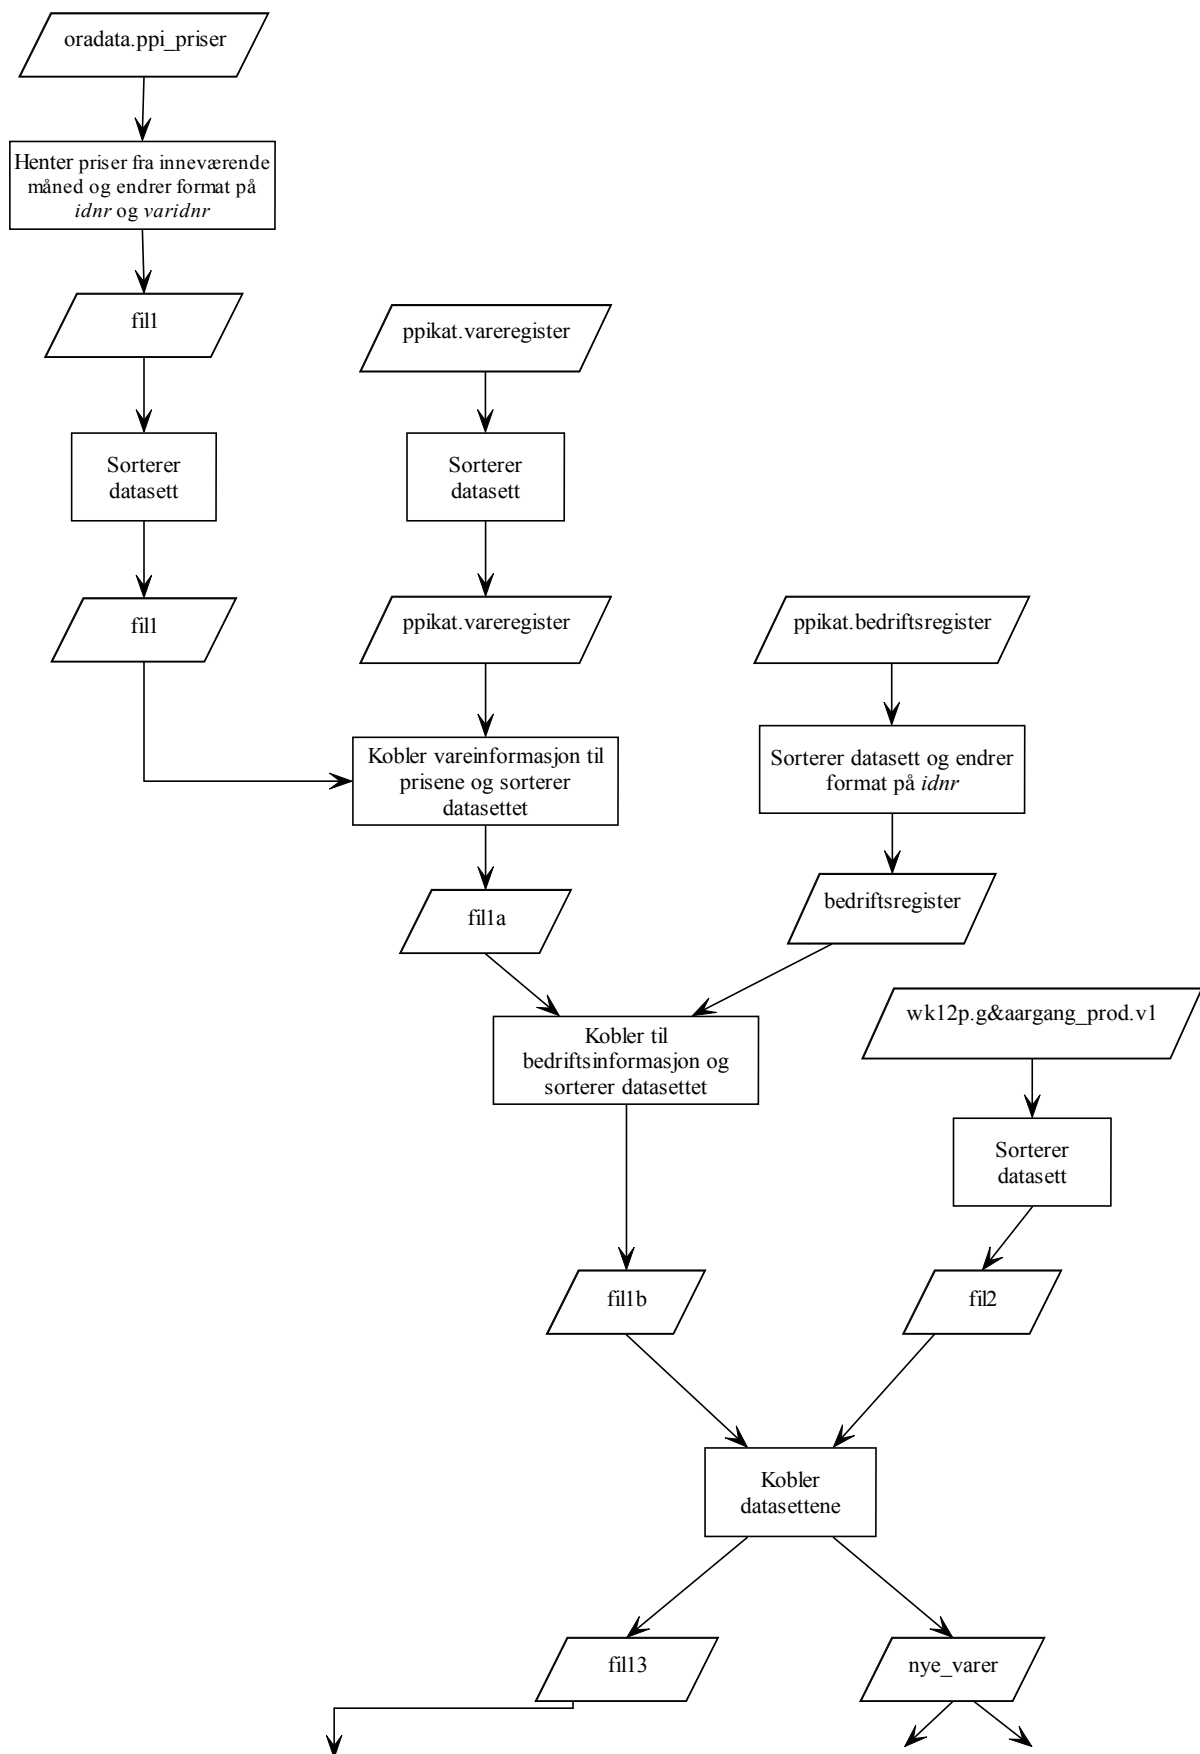 oradata.ppi_priser
Henter priser fra inneværende
måned og endrer format på
idnr og varidnr
fil1
ppikat.vareregister
Sorterer
datasett
Sorterer
datasett
fil1
ppikat.vareregister
ppikat.bedriftsregister
Kobler vareinformasjon til
prisene og sorterer
datasettet
Sorterer datasett og endrer
format på idnr
fil1a
bedriftsregister
wk12p.g&aargang_prod.v1
Kobler til
bedriftsinformasjon og
sorterer datasettet
Sorterer
datasett
fil1b
fil2
Kobler
datasettene
fil13
nye_varer